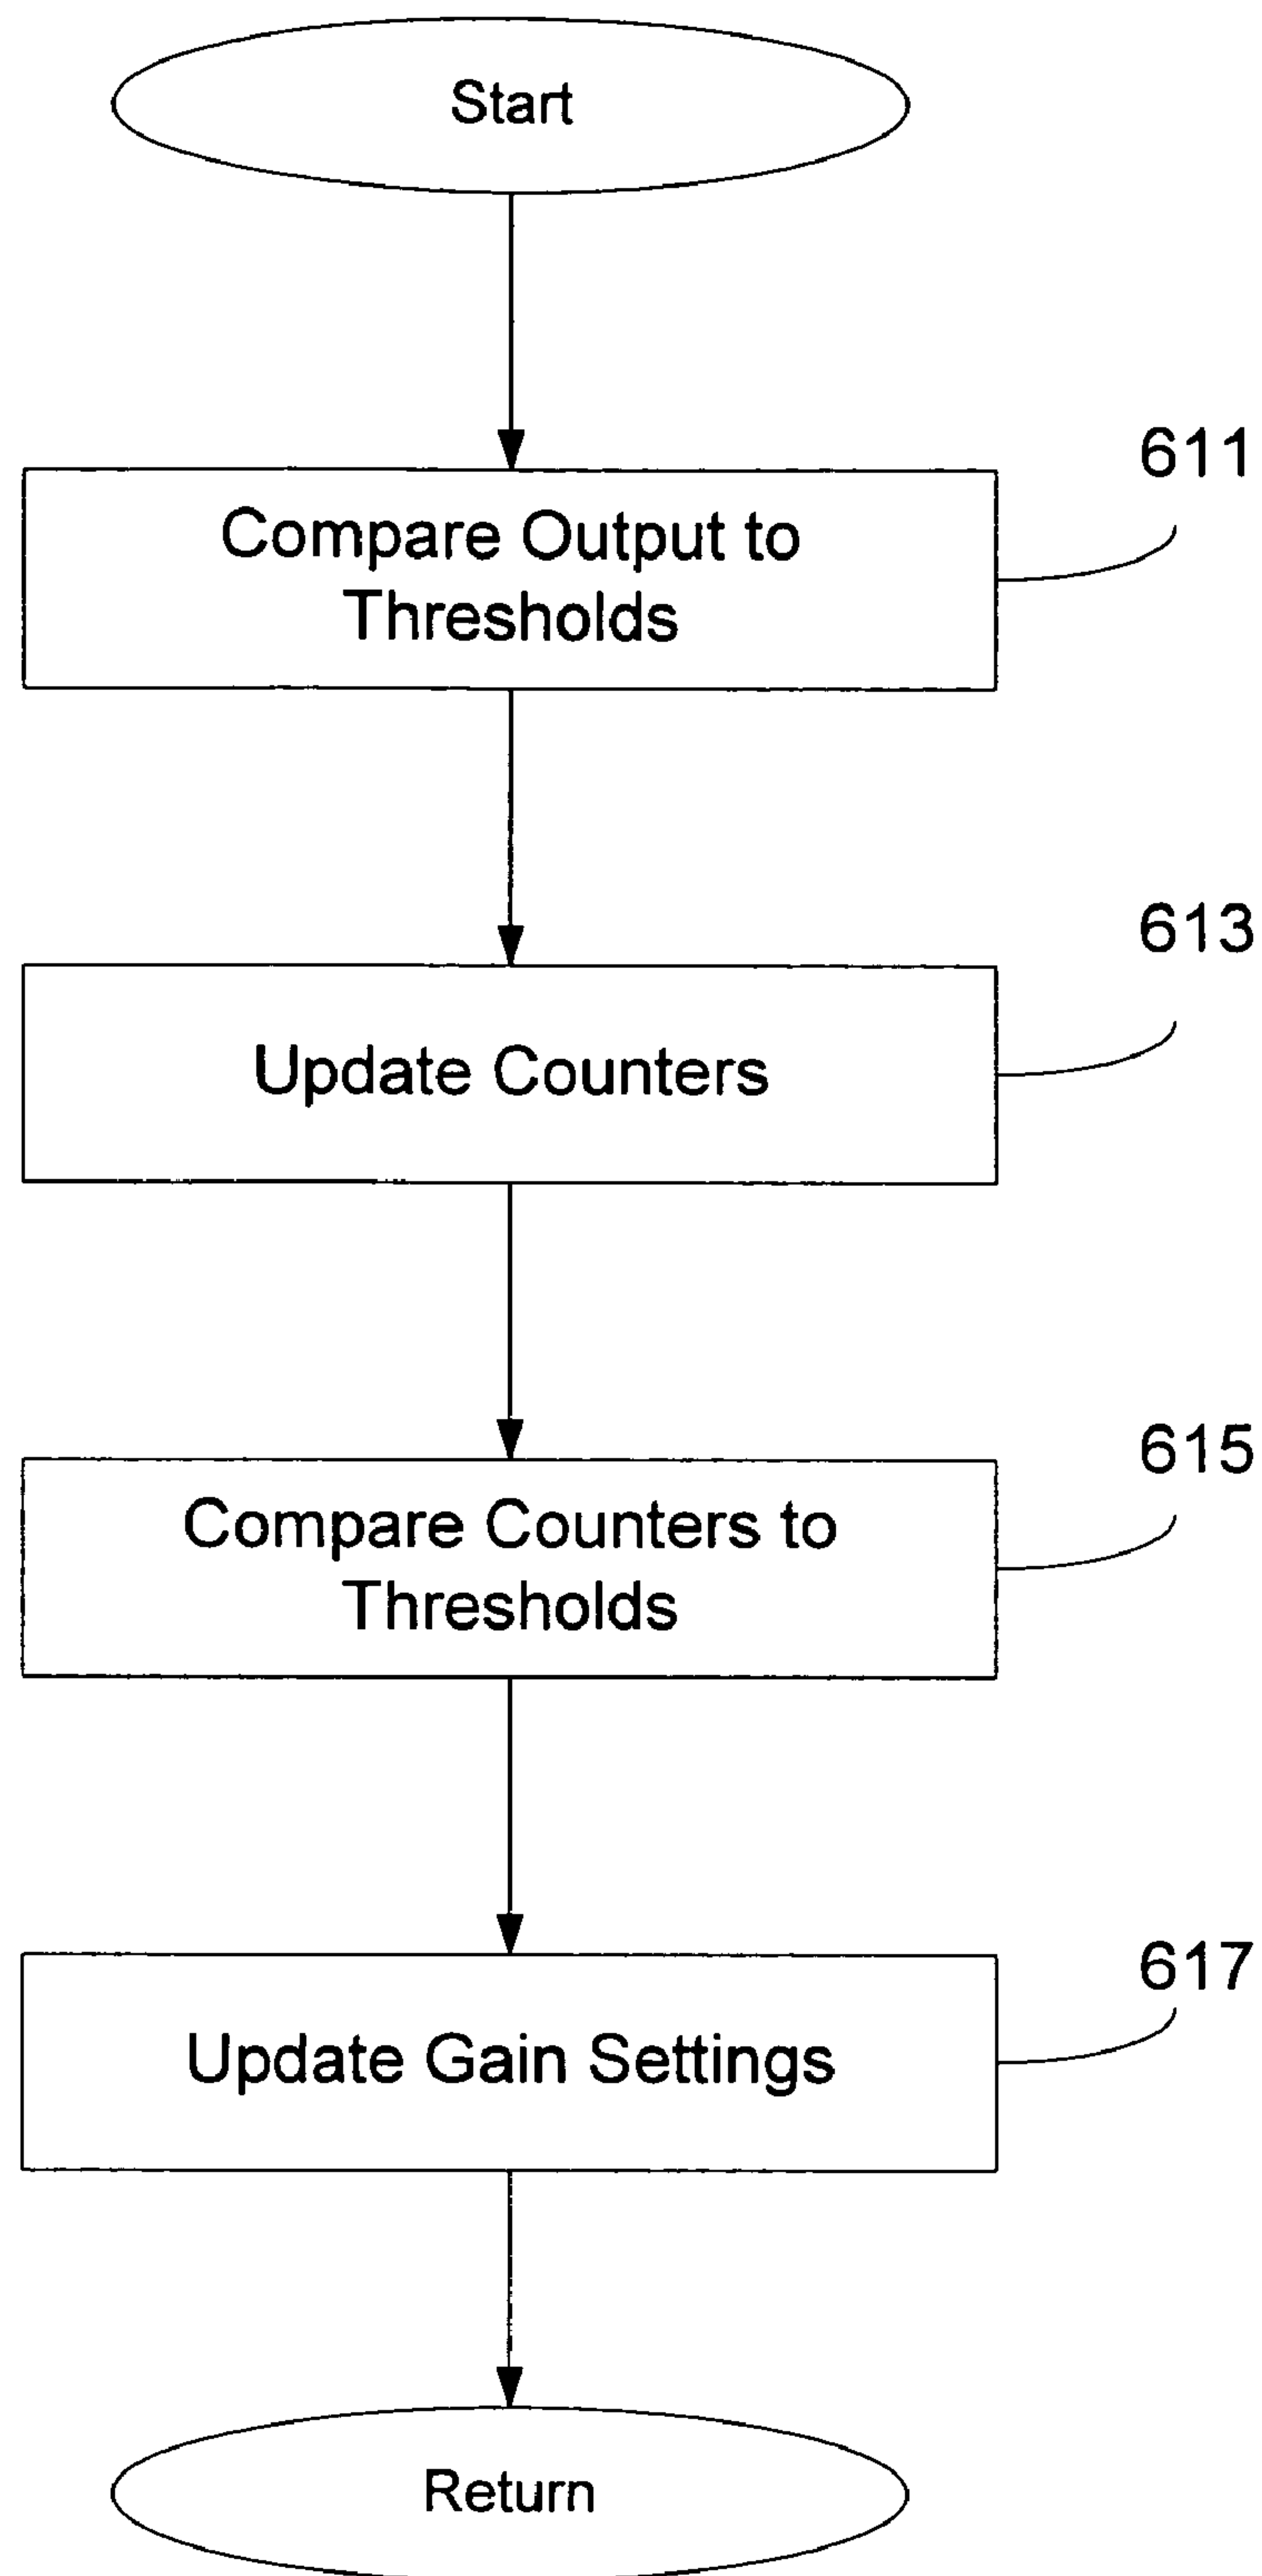 Start
611
Compare Output to
Thresholds
613
Update Counters
615
Compare Counters to
Thresholds
617
Update Gain Settings
Return